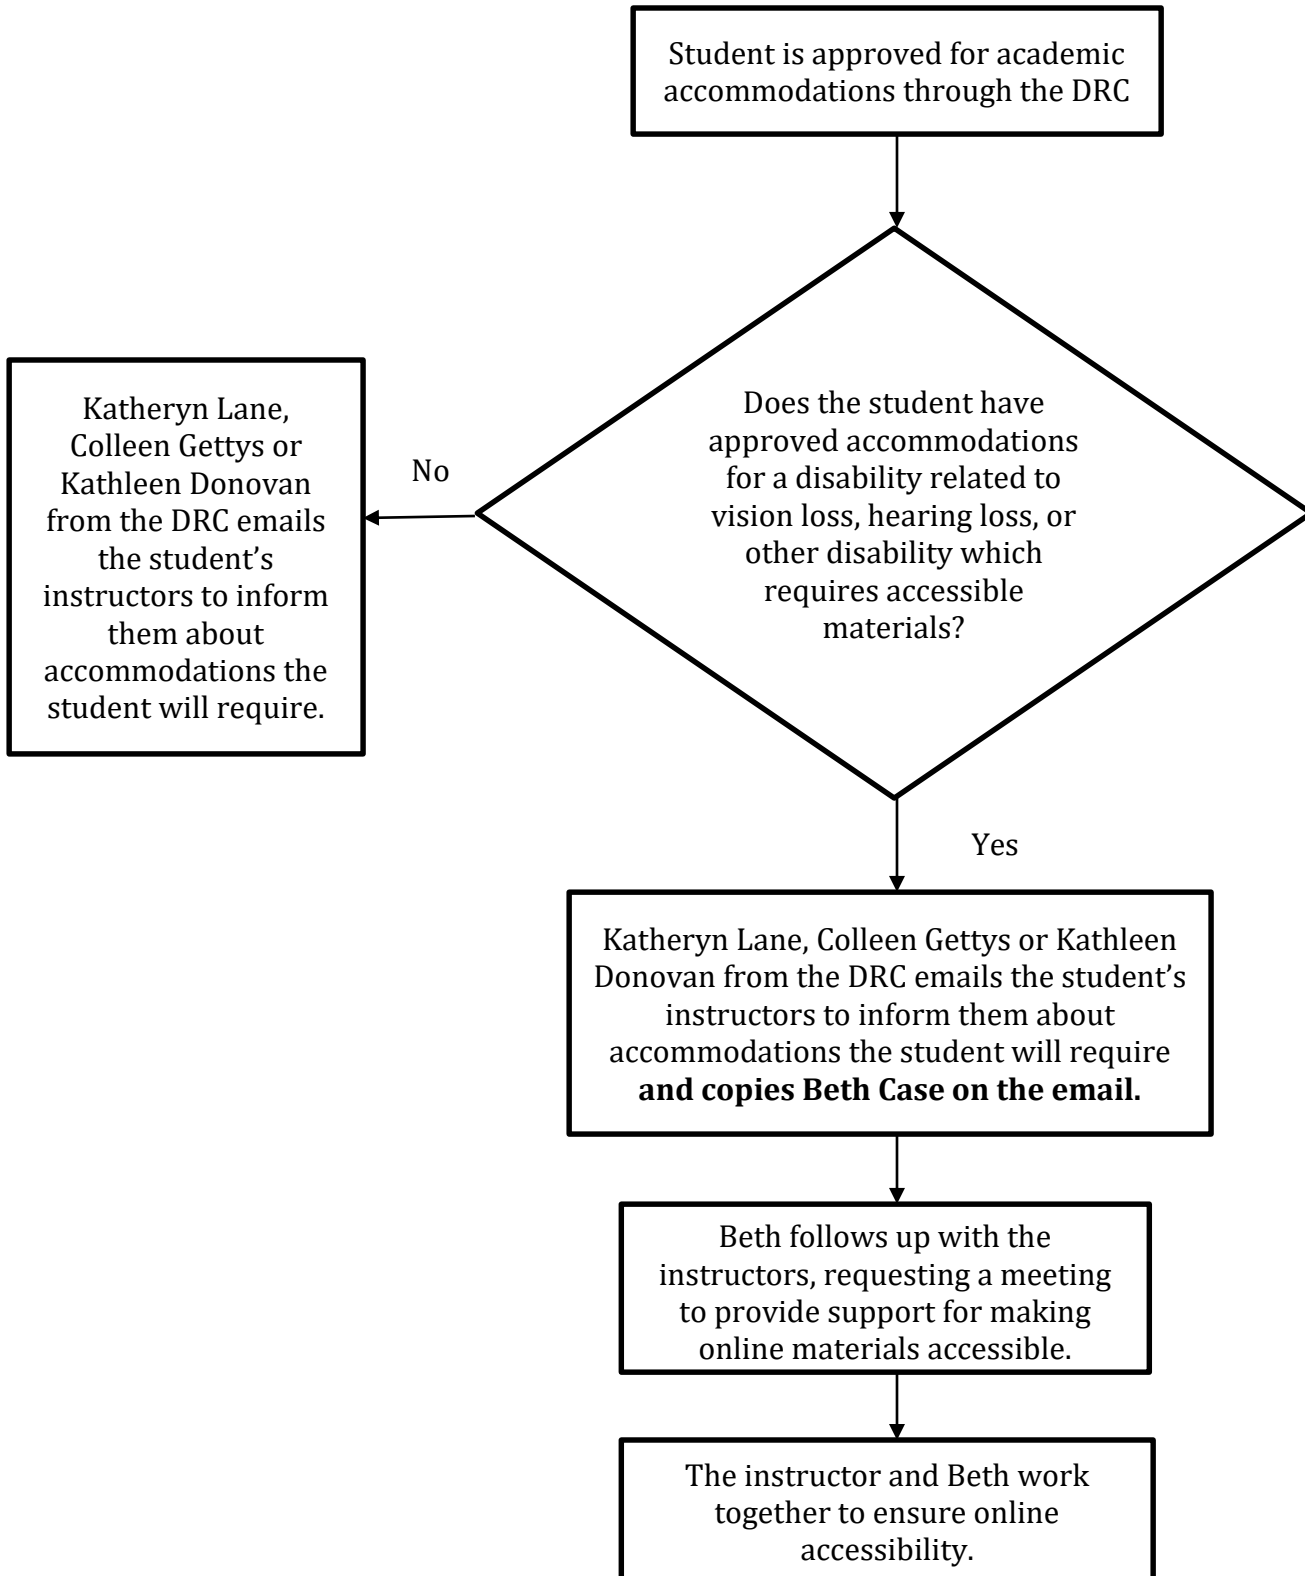 Student is approved for academic
accommodations through the DRC
Does the student have
approved accommodations
for a disability related to
vision loss, hearing loss, or
other disability which
requires accessible
materials?
No
Katheryn Lane,
Colleen Gettys or
Kathleen Donovan
from the DRC emails
the student’s
instructors to inform
them about
accommodations the
student will require.
Yes
Katheryn Lane, Colleen Gettys or Kathleen
Donovan from the DRC emails the student’s
instructors to inform them about
accommodations the student will require
and copies Beth Case on the email.
Beth follows up with the
instructors, requesting a meeting
to provide support for making
online materials accessible.
The instructor and Beth work
together to ensure online
accessibility.